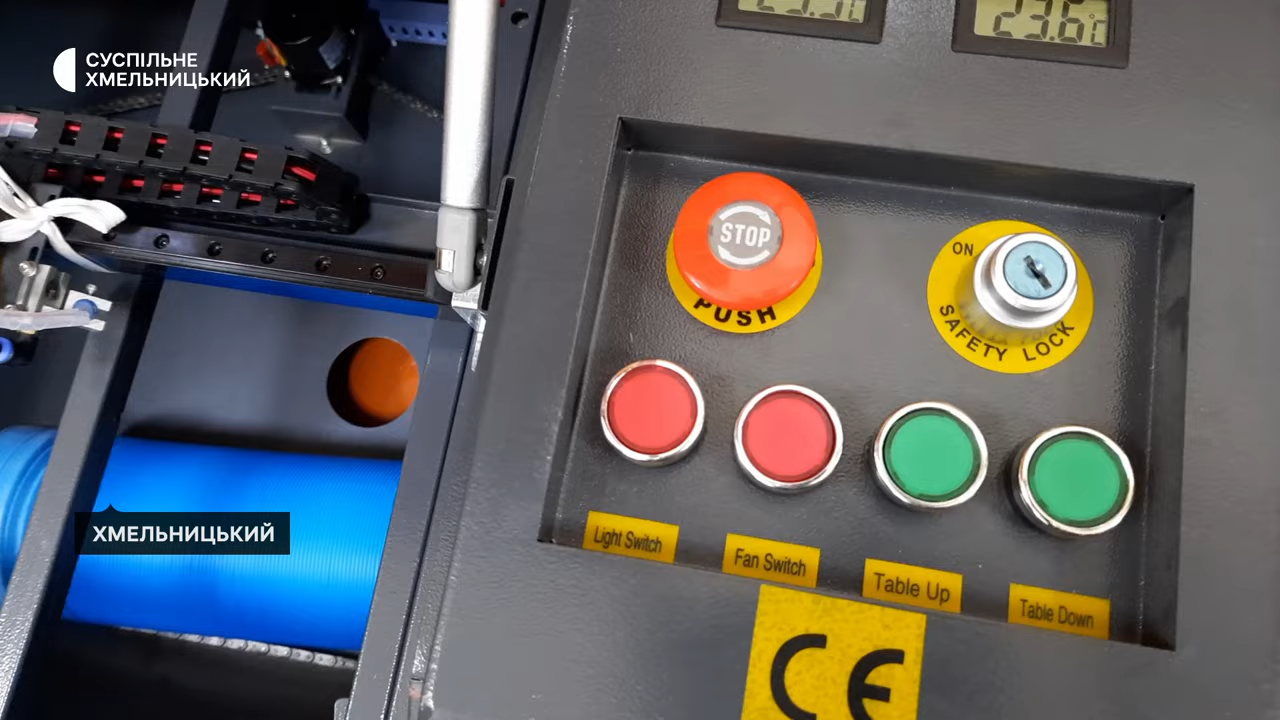 СУСПІЛЬНЕ
ХМЕЛЬНИЦЬКИЙ
23.6°C
STOP
PUSH
ON
SAFETY LOCK
Light Switch
Fan Switch
Table Up
Table Down
ХМЕЛЬНИЦЬКИЙ
CE